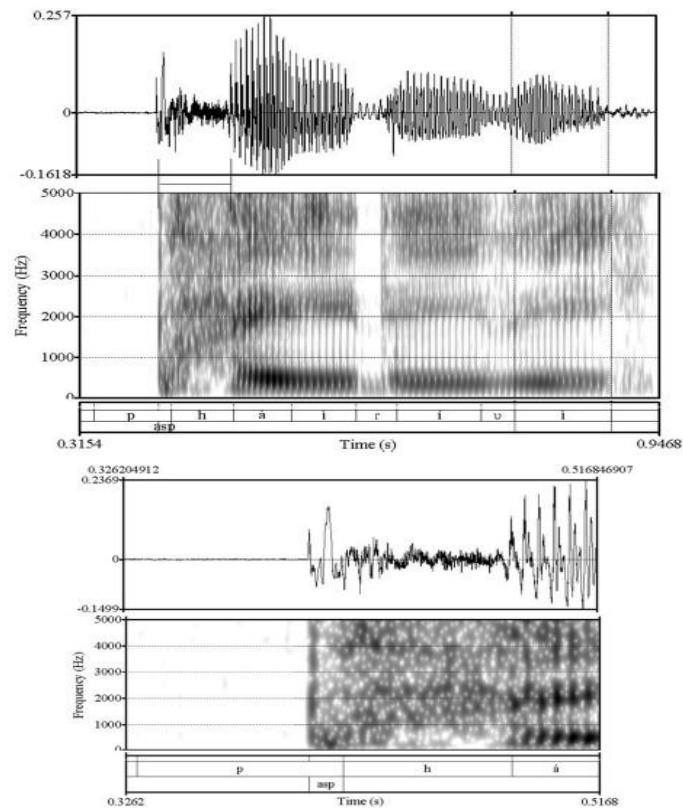 0.257
0
-0.1618
5000
4000
3000
2000
1000
0
Frequency (Hz)
p h á i r í ʋ i
asp
0.3154 Time (s) 0.9468
0.326204912 0.516846907
0.2369
0
-0.1499
5000
4000
3000
2000
1000
0
Frequency (Hz)
p h á
asp
0.3262 Time (s) 0.5168